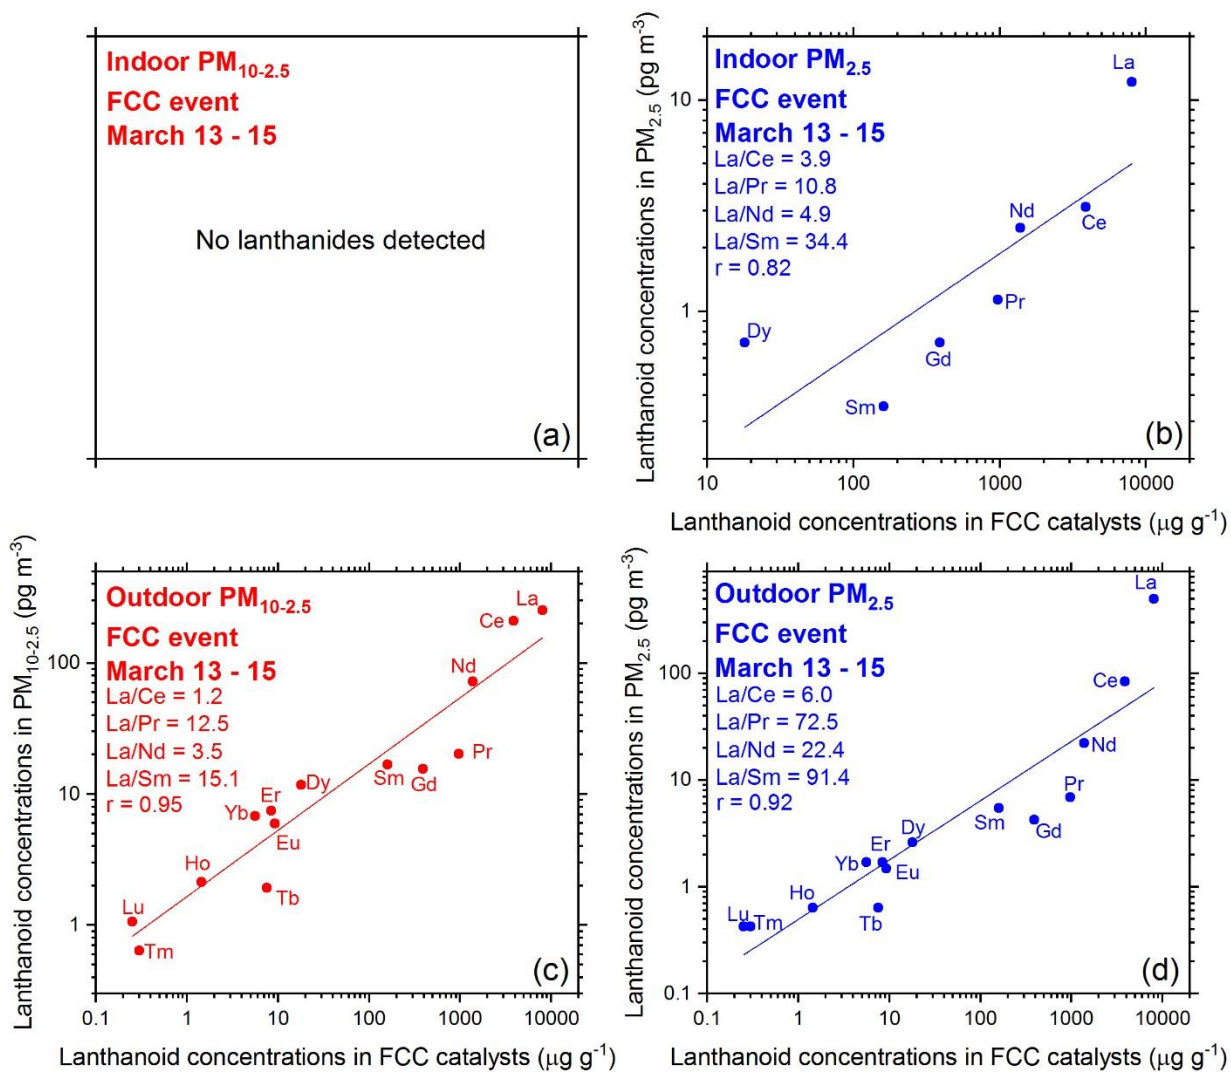 Indoor PM10-2.5
FCC event
March 13 - 15
No lanthanides detected
(a)
Lanthanoid concentrations in PM2.5 (pg m-3)
10
1
Indoor PM2.5
FCC event
March 13 - 15
La/Ce = 3.9
La/Pr = 10.8
La/Nd = 4.9
La/Sm = 34.4
r = 0.82
La
Nd
Ce
Pr
Dy
Gd
Sm
(b)
10 100 1000 10000
Lanthanoid concentrations in FCC catalysts (μg g-1)
Lanthanoid concentrations in PM10-2.5 (pg m-3)
100
10
1
Outdoor PM10-2.5
FCC event
March 13 - 15
La/Ce = 1.2
La/Pr = 12.5
La/Nd = 3.5
La/Sm = 15.1
r = 0.95
La
Ce
Nd
Pr
Sm
Gd
Dy
Er
Yb
Eu
Ho
Tb
Lu
Tm
(c)
0.1 1 10 100 1000 10000
Lanthanoid concentrations in FCC catalysts (μg g-1)
Lanthanoid concentrations in PM2.5 (pg m-3)
100
10
1
0.1
Outdoor PM2.5
FCC event
March 13 - 15
La/Ce = 6.0
La/Pr = 72.5
La/Nd = 22.4
La/Sm = 91.4
r = 0.92
La
Ce
Nd
Pr
Sm
Gd
Dy
Er
Yb
Eu
Ho
Tb
Lu
Tm
(d)
0.1 1 10 100 1000 10000
Lanthanoid concentrations in FCC catalysts (μg g-1)